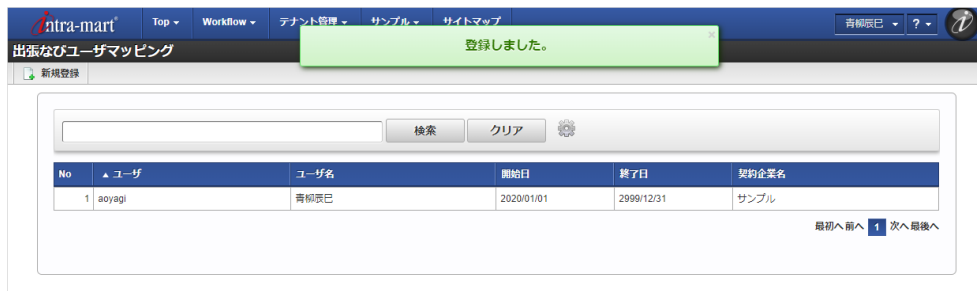 intra-mart Top Workflow テナント管理 サンプル サイトマップ 青柳辰巳 ?
登録しました。
×
出張なびユーザマッピング
新規登録
検索 クリア
No ▲ ユーザ ユーザ名 開始日 終了日 契約企業名
1 aoyagi 青柳辰巳 2020/01/01 2999/12/31 サンプル
最初へ 前へ 1 次へ 最後へ